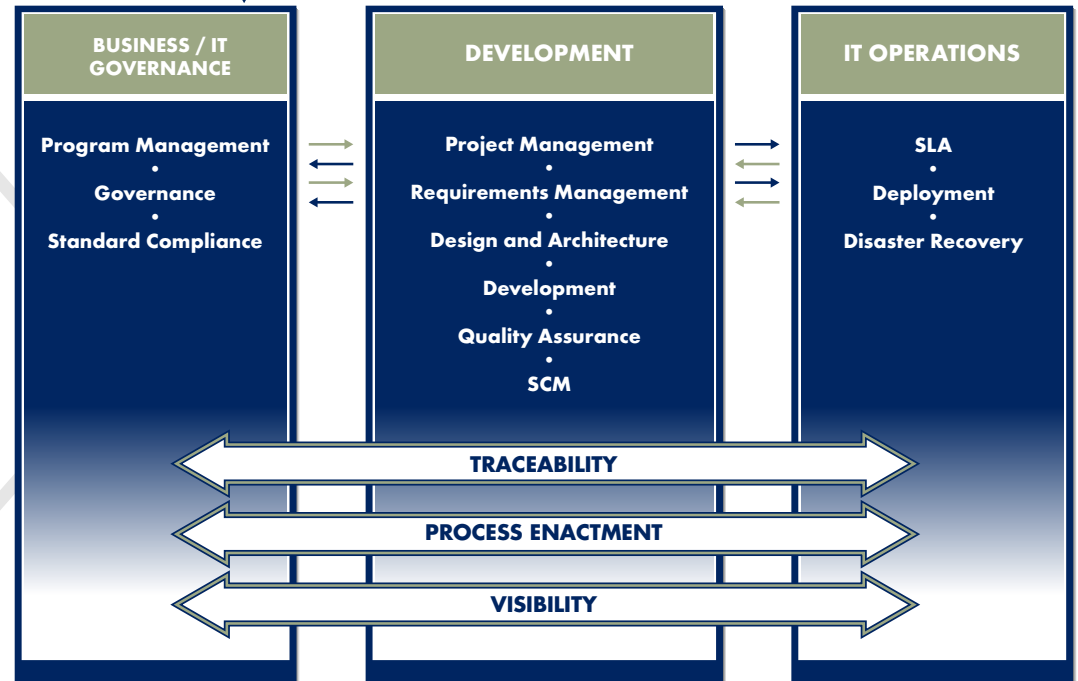 BUSINESS / IT
GOVERNANCE
Program Management
•
Governance
•
Standard Compliance
DEVELOPMENT
Project Management
•
Requirements Management
•
Design and Architecture
•
Development
•
Quality Assurance
•
SCM
IT OPERATIONS
SLA
•
Deployment
•
Disaster Recovery
TRACEABILITY
PROCESS ENACTMENT
VISIBILITY